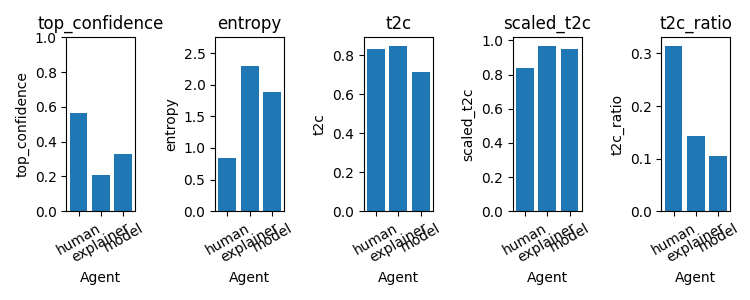 top_confidence
entropy
t2c
scaled_t2c
t2c_ratio
top_confidence
1.0
0.8
0.6
0.4
0.2
0.0
human
explainer
model
Agent
entropy
2.5
2.0
1.5
1.0
0.5
0.0
human
explainer
model
Agent
t2c
0.8
0.6
0.4
0.2
0.0
human
explainer
model
Agent
scaled_t2c
1.0
0.8
0.6
0.4
0.2
0.0
human
explainer
model
Agent
t2c_ratio
0.3
0.2
0.1
0.0
human
explainer
model
Agent